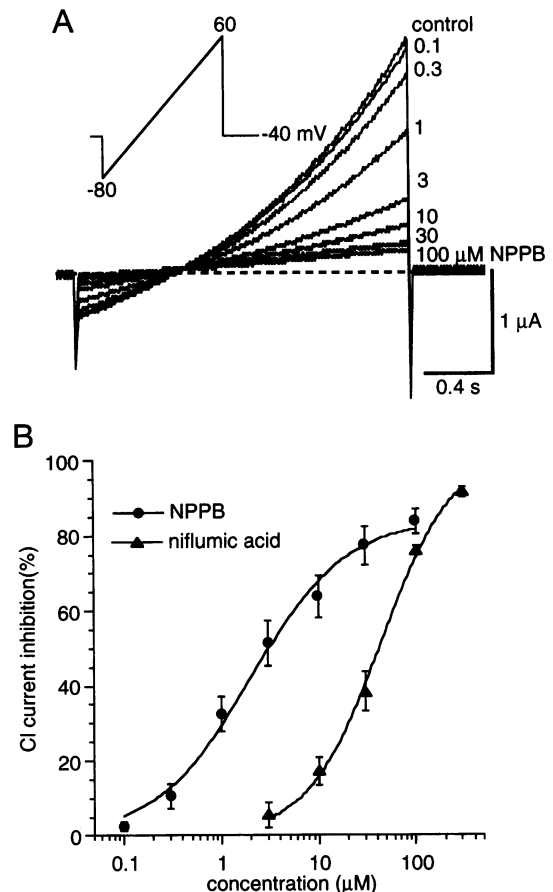 A
60
-80
-40 mV
control
0.1
0.3
1
3
10
30
100 μM NPPB
1 μA
0.4 s
B
100
80
60
40
20
0
Cl current inhibition(%)
NPPB
niflumic acid
0.1
1
10
100
concentration (μM)